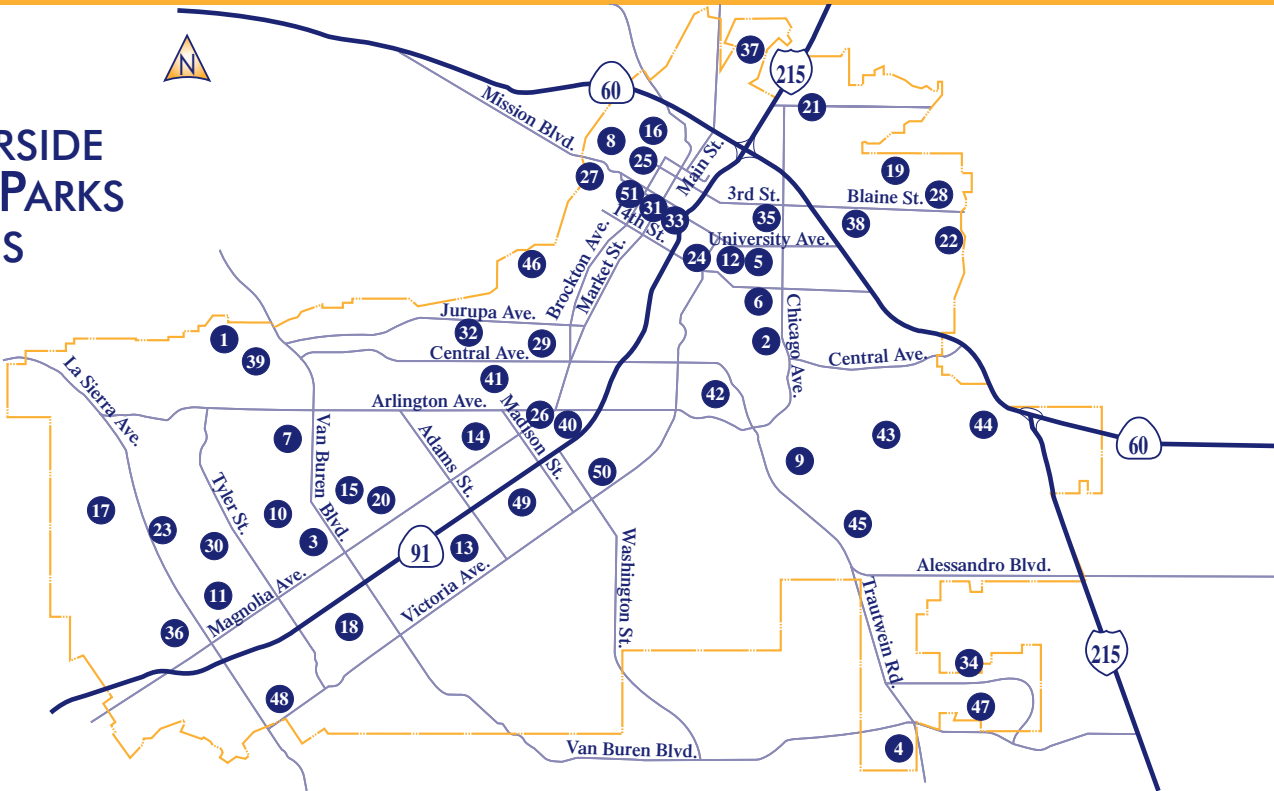 N
RSIDE
PARKS
S
37
215
60
21
Mission Blvd.
16
8
25
Main St.
19
27
28
51
3rd St.
Blaine St.
31
33
35
38
14th St.
University Ave.
22
24
12
5
46
Brockton Ave.
Market St.
6
Chicago Ave.
Jurupa Ave.
32
29
2
1
39
Central Ave.
Central Ave.
La Sierra Ave.
41
42
Arlington Ave.
26
40
44
Van Buren Blvd.
7
Adams St.
14
Madison St.
43
60
9
50
Tyler St.
15
20
17
10
49
23
45
30
3
91
13
Washington St.
Alessandro Blvd.
11
Magnolia Ave.
Victoria Ave.
36
18
Trautwein Rd.
215
34
48
47
Van Buren Blvd.
4